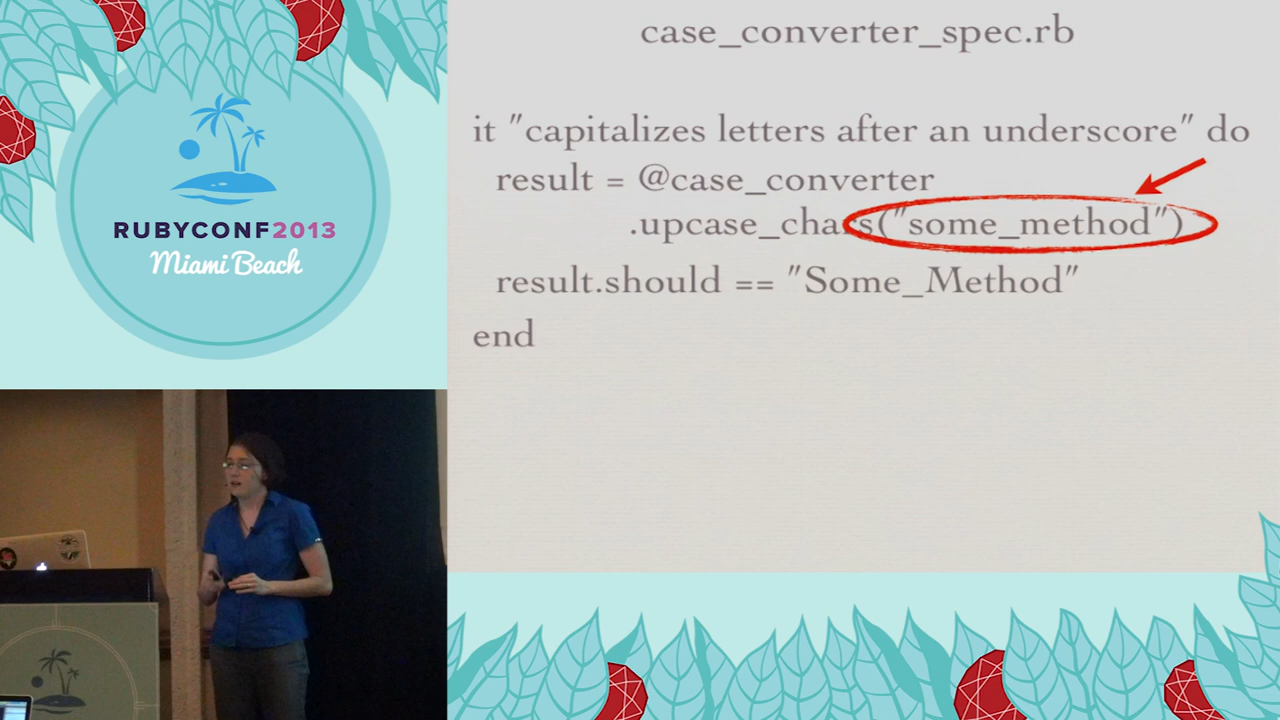 RUBYCONF2013
Miami Beach
case_converter_spec.rb
it "capitalizes letters after an underscore" do
result = @case_converter
.upcase_chars("some_method")
result.should == "Some_Method"
end